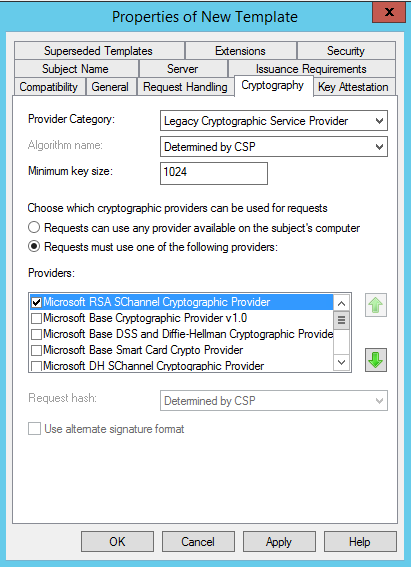 Properties of New Template
x
Superseded Templates Extensions Security
Subject Name Server Issuance Requirements
Compatibility General Request Handling Cryptography Key Attestation
Provider Category: Legacy Cryptographic Service Provider
Algorithm name: Determined by CSP
Minimum key size: 1024
Choose which cryptographic providers can be used for requests
Requests can use any provider available on the subject's computer
Requests must use one of the following providers:
Providers:
Microsoft RSA SChannel Cryptographic Provider
Microsoft Base Cryptographic Provider v1.0
Microsoft Base DSS and Diffie-Hellman Cryptographic Provide
Microsoft Base Smart Card Crypto Provider
Microsoft DH SChannel Cryptographic Provider
Request hash: Determined by CSP
Use alternate signature format
OK Cancel Apply Help